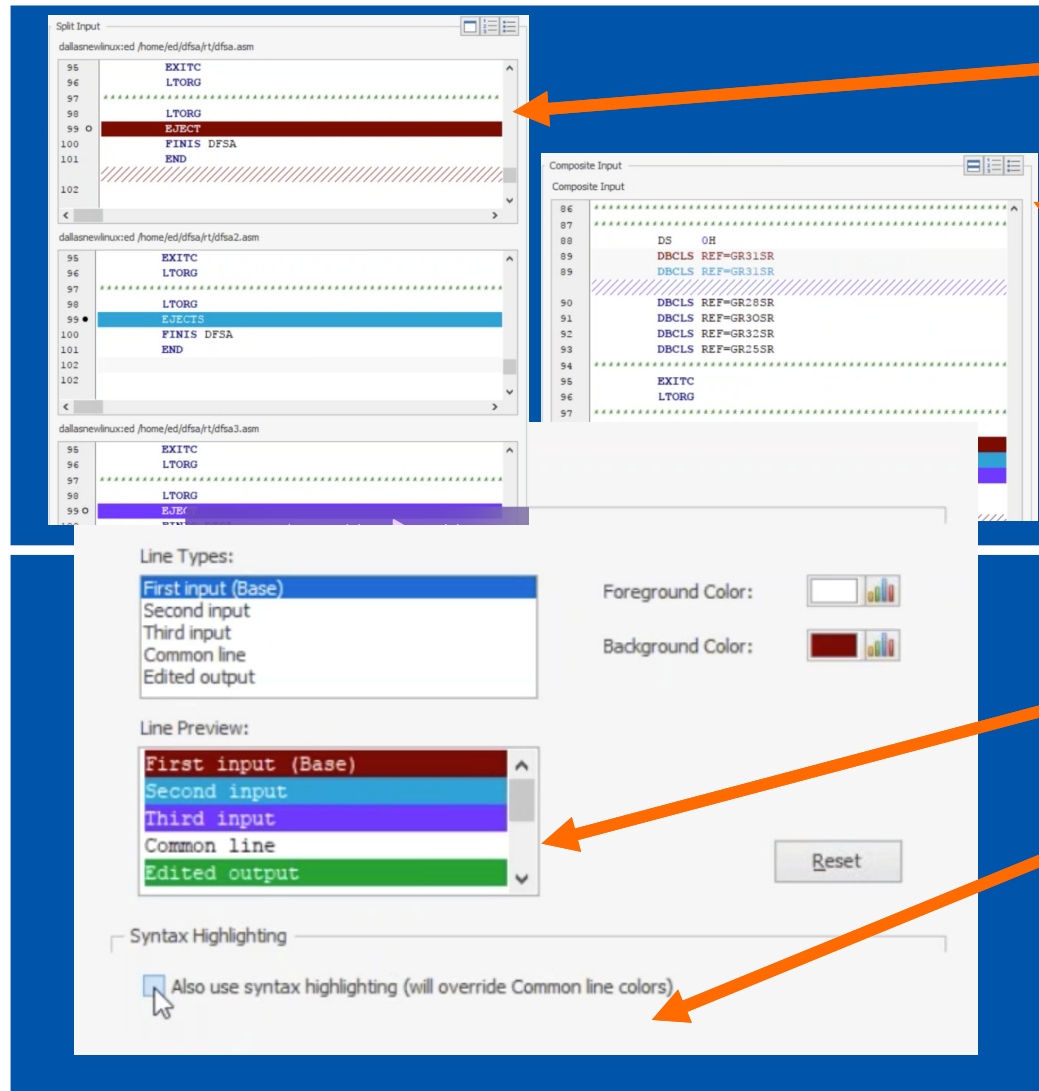 Split Input
dallasnewlinux:ed /home/ed/dfsa/rt/dfsa.asm
95 EXITC
96 LTORG
97 *******************************************************
98 LTORG
99 EJECT
100 FINIS DFSA
101 END
102
dallasnewlinux:ed /home/ed/dfsa/rt/dfsa2.asm
95 EXITC
96 LTORG
97 *******************************************************
98 LTORG
99 EJECTS
100 FINIS DFSA
101 END
102
102
dallasnewlinux:ed /home/ed/dfsa/rt/dfsa3.asm
95 EXITC
96 LTORG
97 *******************************************************
98 LTORG
99
Composite Input
Composite Input
86 *********************************************************
87 *********************************************************
88 DS 0H
89 DBCLS REF=GR31SR
89 DBCLS REF=GR31SR
90 DBCLS REF=GR28SR
91 DBCLS REF=GR30SR
92 DBCLS REF=GR32SR
93 DBCLS REF=GR25SR
94 *********************************************************
95 EXITC
96 LTORG
97 *********************************************************
Line Types:
First input (Base)
Second input
Third input
Common line
Edited output
Foreground Color:
Background Color:
Line Preview:
First input (Base)
Second input
Third input
Common line
Edited output
Reset
Syntax Highlighting
Also use syntax highlighting (will override Common line colors)